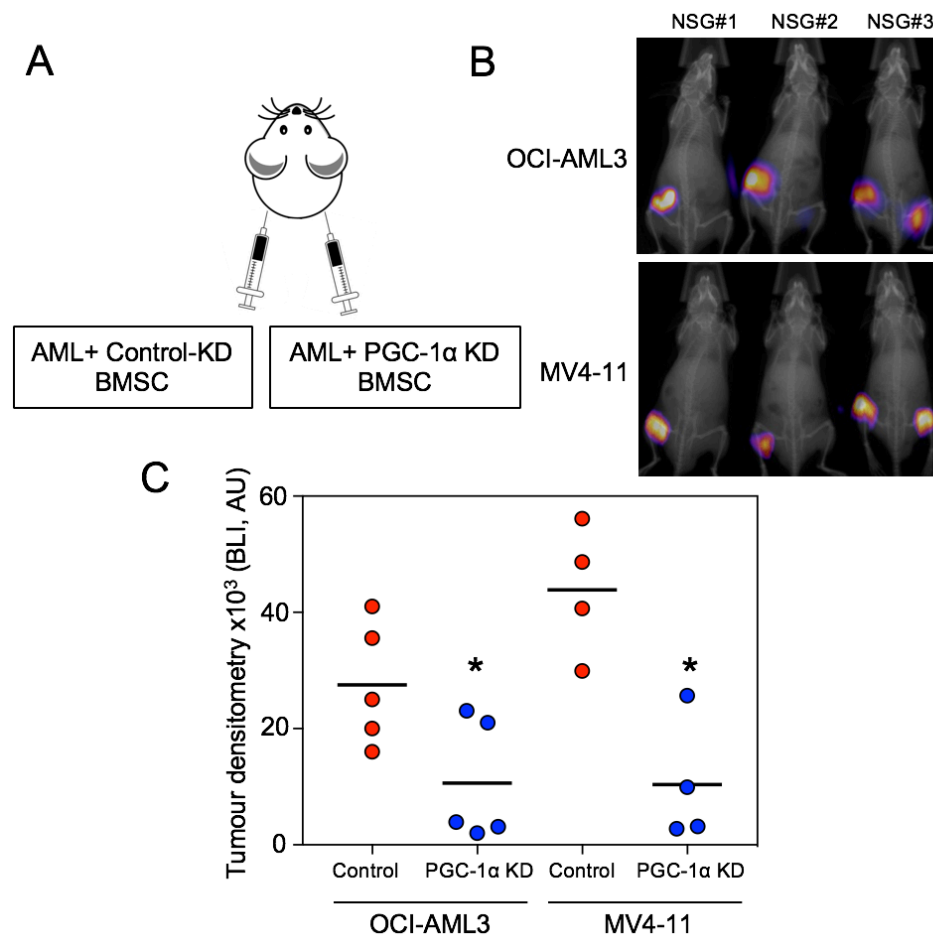 A
AML+ Control-KD
BMSC
AML+ PGC-1α KD
BMSC
B
NSG#1 NSG#2 NSG#3
OCI-AML3
MV4-11
C
Tumour densitometry x10³ (BLI, AU)
60
40
20
0
* *
Control PGC-1α KD Control PGC-1α KD
OCI-AML3 MV4-11